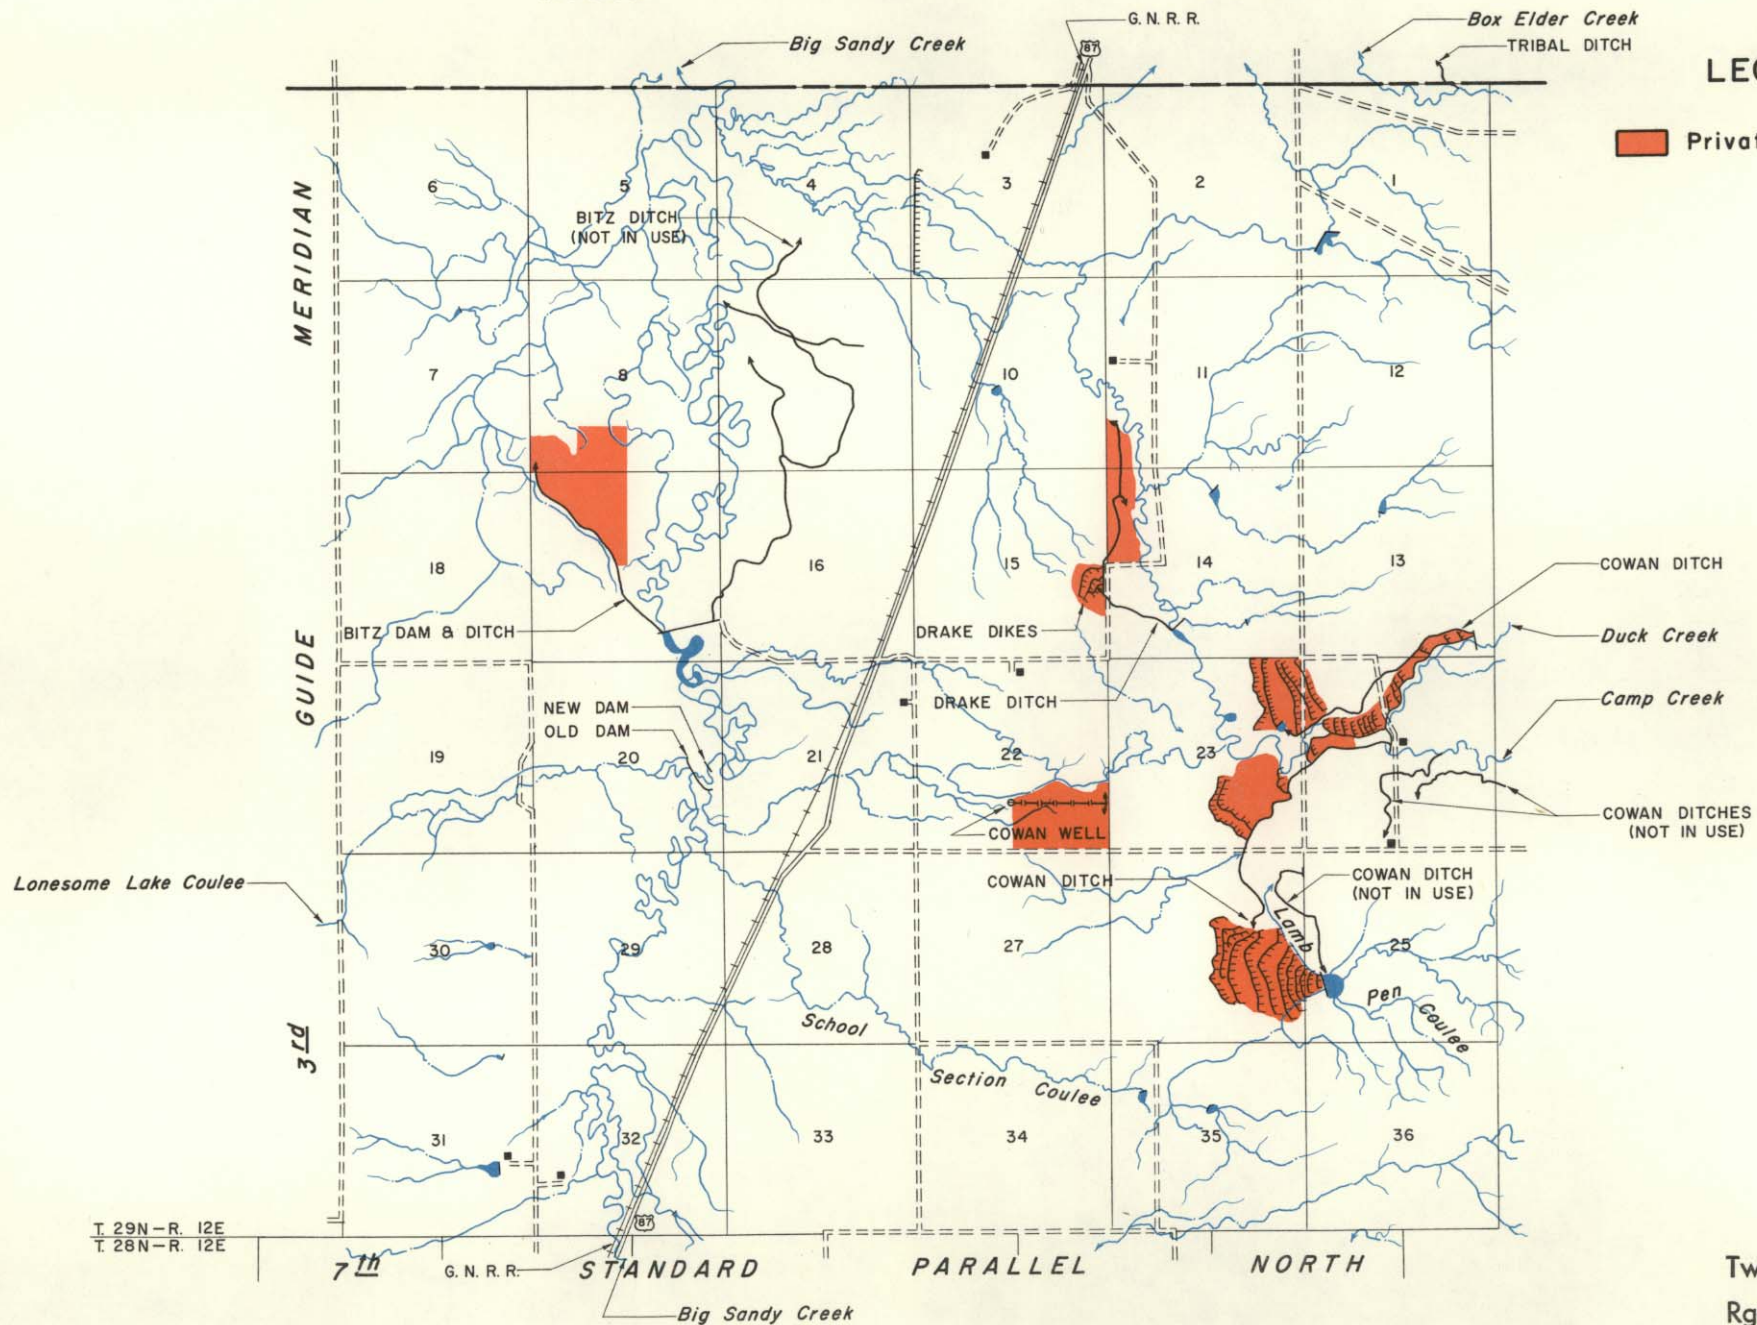 G. N. R. R.
Box Elder Creek
TRIBAL DITCH
Big Sandy Creek
87
LEG
Privat
MERIDIAN
6
5
4
3
2
1
BITZ DITCH
(NOT IN USE)
7
8
10
11
12
18
16
15
14
13
COWAN DITCH
GUIDE
BITZ DAM & DITCH
DRAKE DIKES
Duck Creek
NEW DAM
OLD DAM
DRAKE DITCH
Camp Creek
19
20
21
22
23
COWAN WELL
COWAN DITCHES
(NOT IN USE)
Lonesome Lake Coulee
COWAN DITCH
COWAN DITCH
(NOT IN USE)
Lamb
30
29
28
27
25
Pen
Coulee
School
Section Coulee
3rd
31
32
33
34
35
36
87
T. 29N-R. 12E
T. 28N-R. 12E
7th
G. N. R. R.
STANDARD
PARALLEL
NORTH
Big Sandy Creek
Tw
Rg